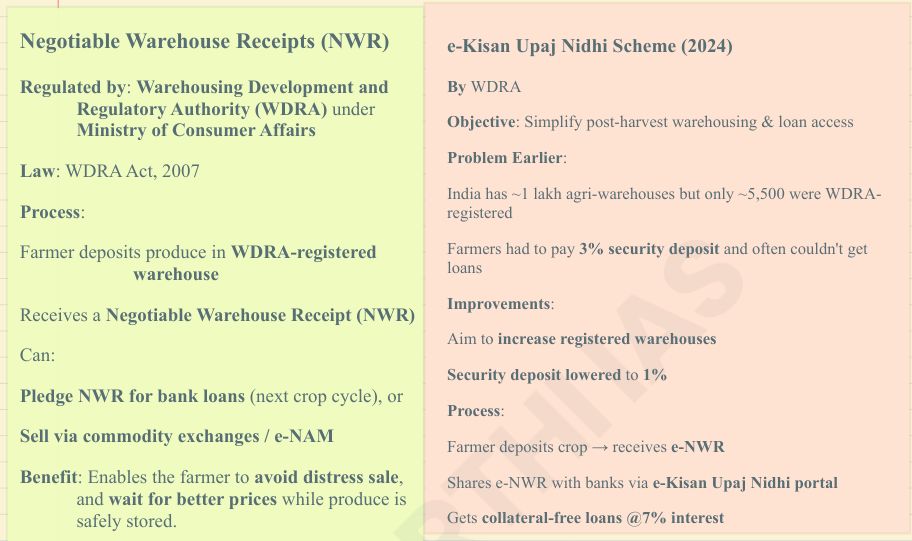 Negotiable Warehouse Receipts (NWR)
Regulated by: Warehousing Development and
Regulatory Authority (WDRA) under
Ministry of Consumer Affairs
Law: WDRA Act, 2007
Process:
Farmer deposits produce in WDRA-registered
warehouse
Receives a Negotiable Warehouse Receipt (NWR)
Can:
Pledge NWR for bank loans (next crop cycle), or
Sell via commodity exchanges / e-NAM
Benefit: Enables the farmer to avoid distress sale,
and wait for better prices while produce is
safely stored.
e-Kisan Upaj Nidhi Scheme (2024)
By WDRA
Objective: Simplify post-harvest warehousing & loan access
Problem Earlier:
India has ~1 lakh agri-warehouses but only ~5,500 were WDRA-
registered
Farmers had to pay 3% security deposit and often couldn't get
loans
Improvements:
Aim to increase registered warehouses
Security deposit lowered to 1%
Process:
Farmer deposits crop → receives e-NWR
Shares e-NWR with banks via e-Kisan Upaj Nidhi portal
Gets collateral-free loans @7% interest
RTHI IAS